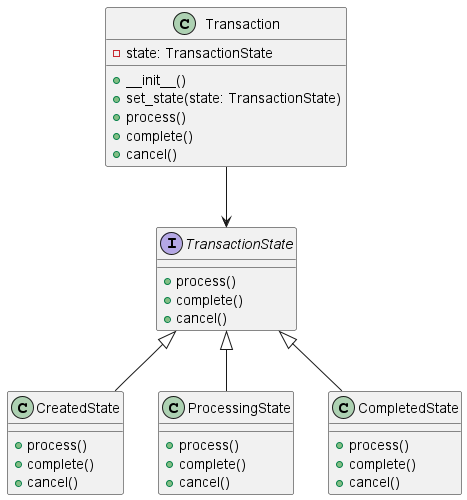 C Transaction
state: TransactionState
__init__()
set_state(state: TransactionState)
process()
complete()
cancel()
I TransactionState
process()
complete()
cancel()
C CreatedState
process()
complete()
cancel()
C ProcessingState
process()
complete()
cancel()
C CompletedState
process()
complete()
cancel()